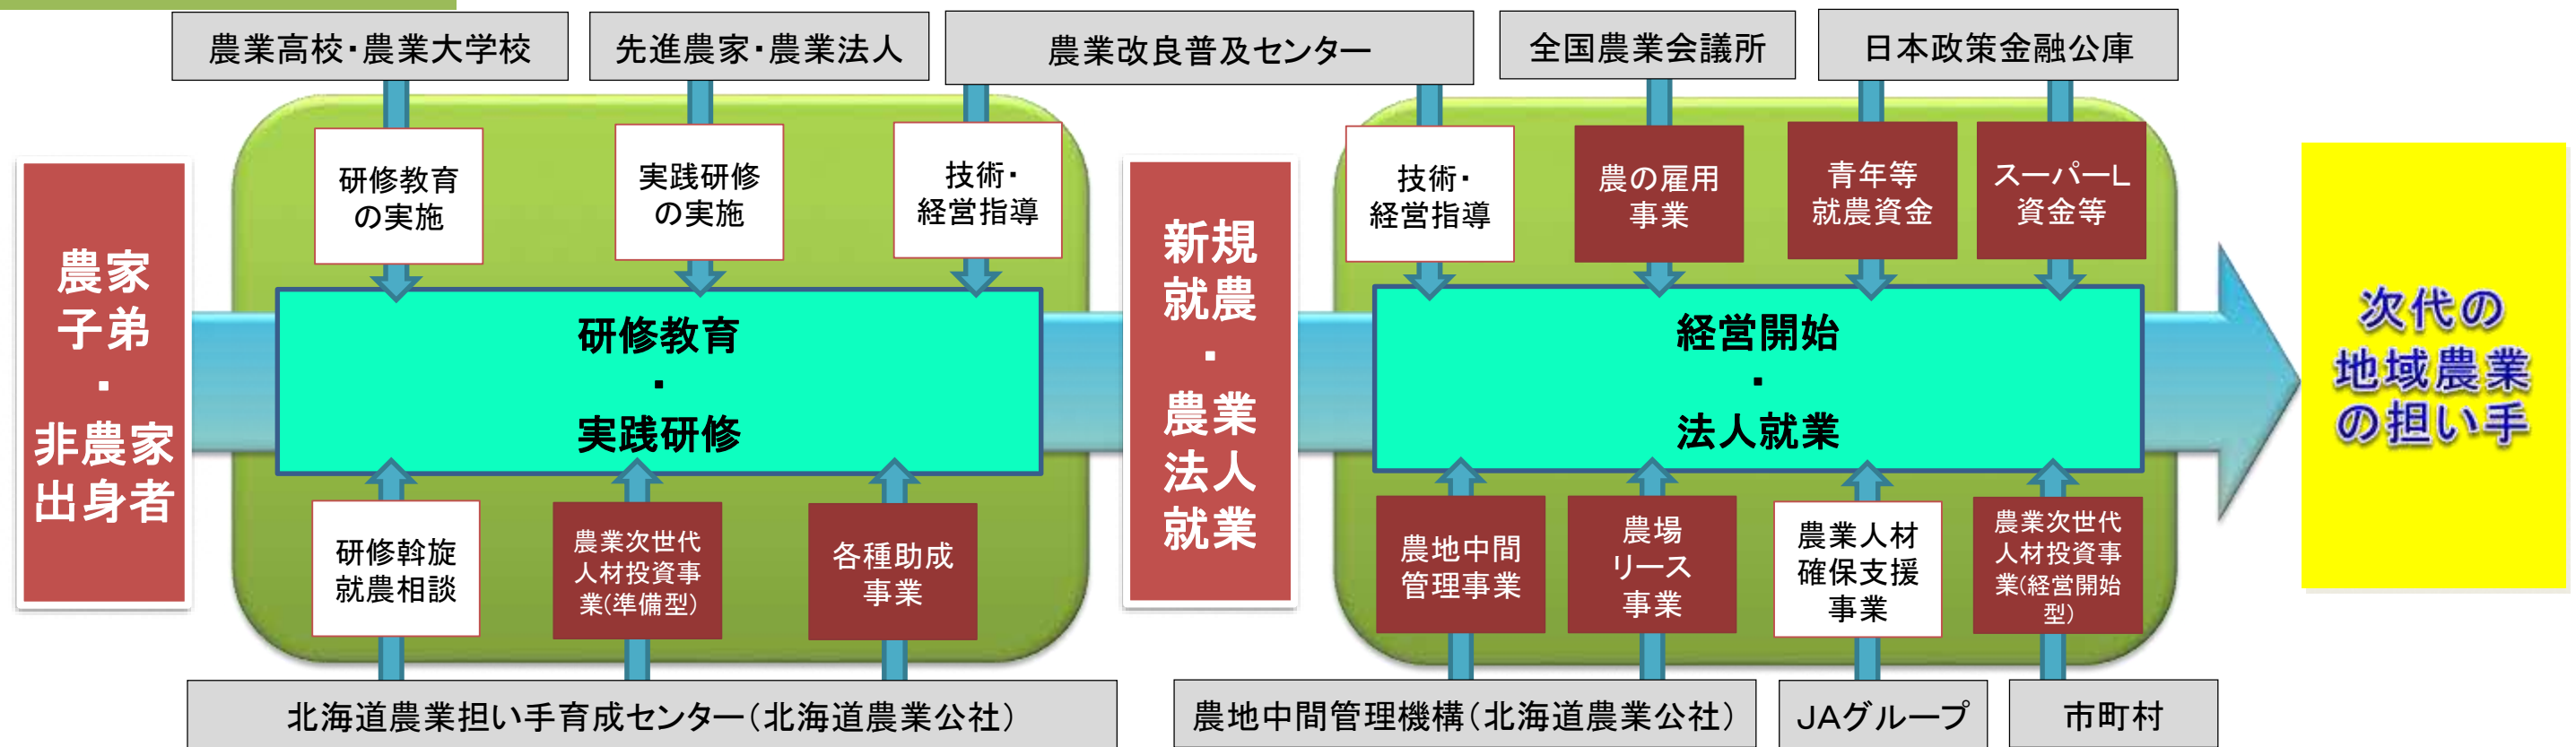 農業高校・農業大学校
先進農家・農業法人
農業改良普及センター
全国農業会議所
日本政策金融公庫
研修教育
の実施
実践研修
の実施
技術・
経営指導
技術・
経営指導
農の雇用
事業
青年等
就農資金
スーパーL
資金等
農家
子弟
・
非農家
出身者
研修教育
・
実践研修
新規
就農
・
農業
法人
就業
経営開始
・
法人就業
次代の
地域農業
の担い手
研修幹旋
就農相談
農業次世代
人材投資事
業(準備型)
各種助成
事業
農地中間
管理事業
農場
リース
事業
農業人材
確保支援
事業
農業次世代
人材投資事
業(経営開始
型)
北海道農業担い手育成センター(北海道農業公社)
農地中間管理機構(北海道農業公社)
JAグループ
市町村